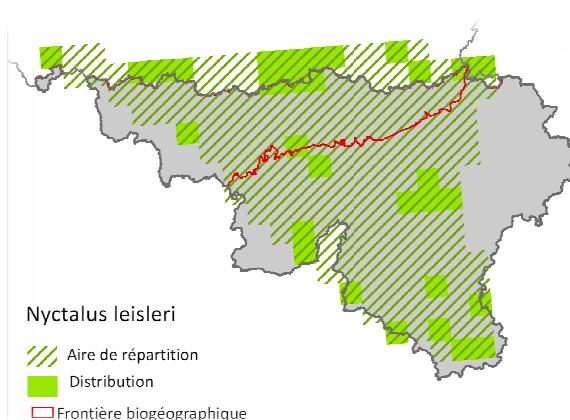 Nyctalus leisleri
Aire de répartition
Distribution
Frontière biogéographique